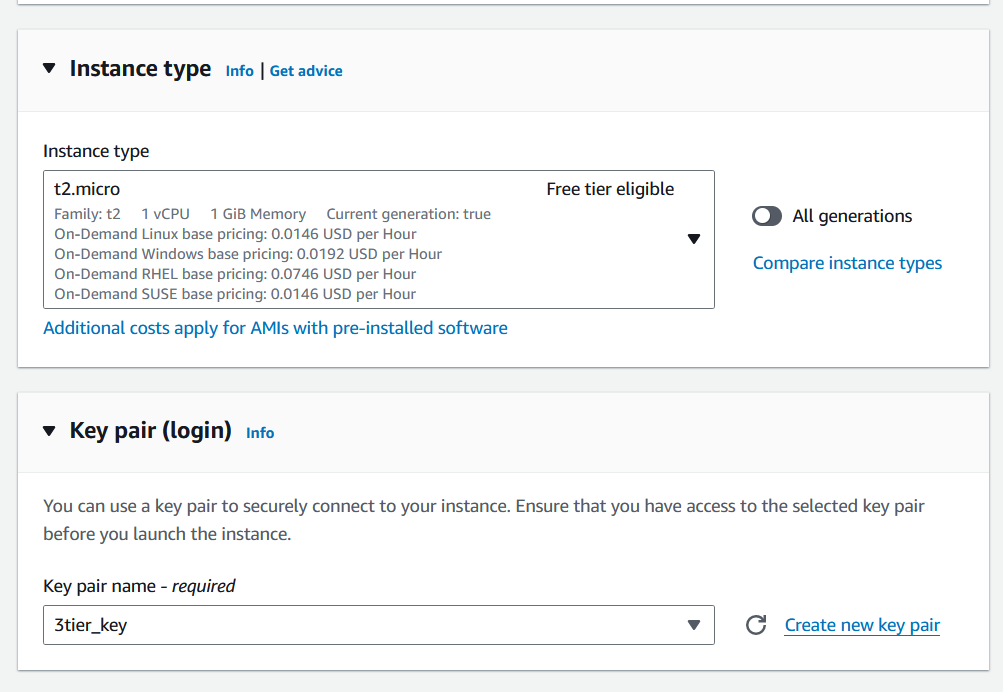 Instance type Info | Get advice
Instance type
t2.micro Free tier eligible
Family: t2 1 vCPU 1 GiB Memory Current generation: true
On-Demand Linux base pricing: 0.0146 USD per Hour
On-Demand Windows base pricing: 0.0192 USD per Hour
On-Demand RHEL base pricing: 0.0746 USD per Hour
On-Demand SUSE base pricing: 0.0146 USD per Hour
All generations
Compare instance types
Additional costs apply for AMIs with pre-installed software
Key pair (login) Info
You can use a key pair to securely connect to your instance. Ensure that you have access to the selected key pair
before you launch the instance.
Key pair name - required
3tier_key
Create new key pair